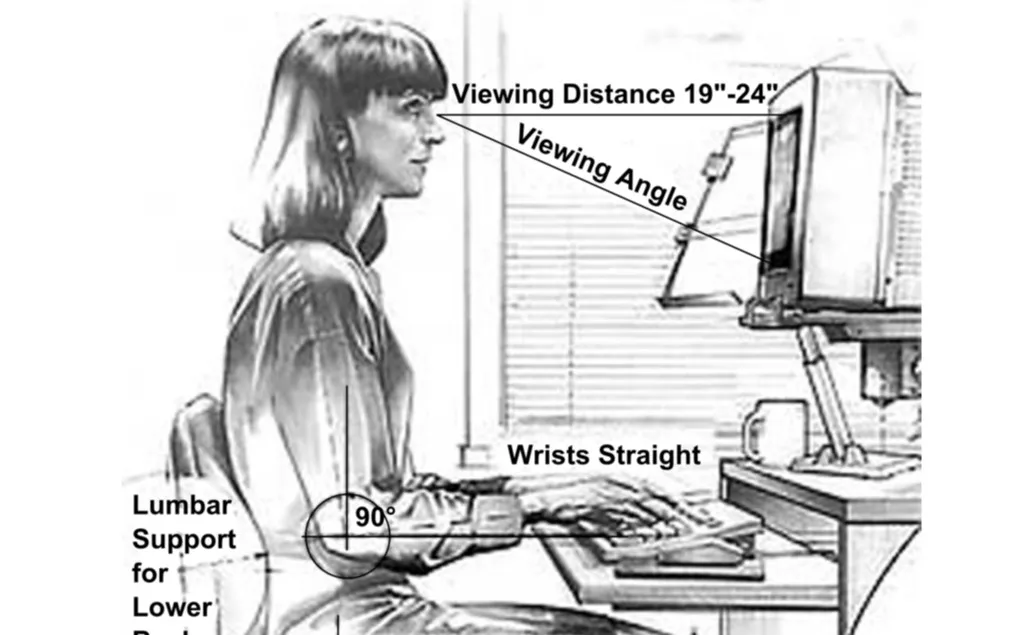 Viewing Distance 19"-24"
Viewing Angle
Wrists Straight
90°
Lumbar
Support
for
Lower